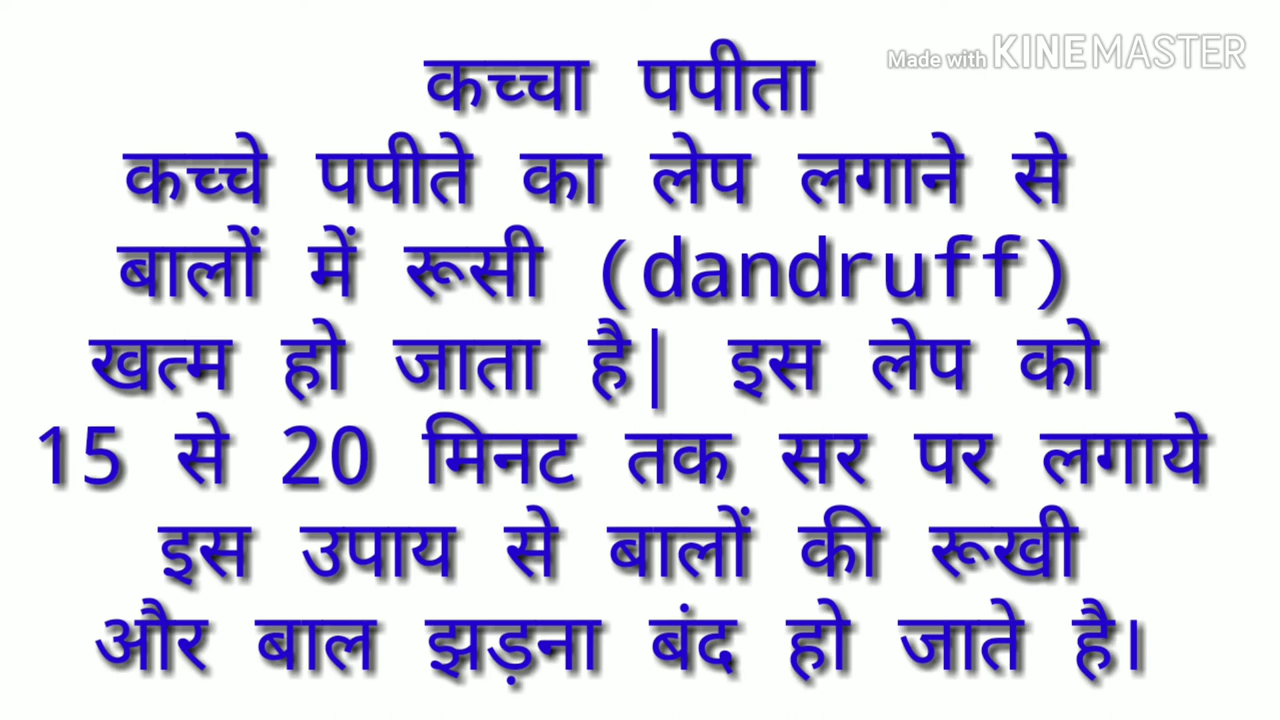 Made with KINEMASTER
कच्चा पपीता
कच्चे पपीते का लेप लगाने से
बालों में रूसी (dandruff)
खत्म हो जाता है| इस लेप को
15 से 20 मिनट तक सर पर लगाये
इस उपाय से बालों की रूखी
और बाल झड़ना बंद हो जाते है।